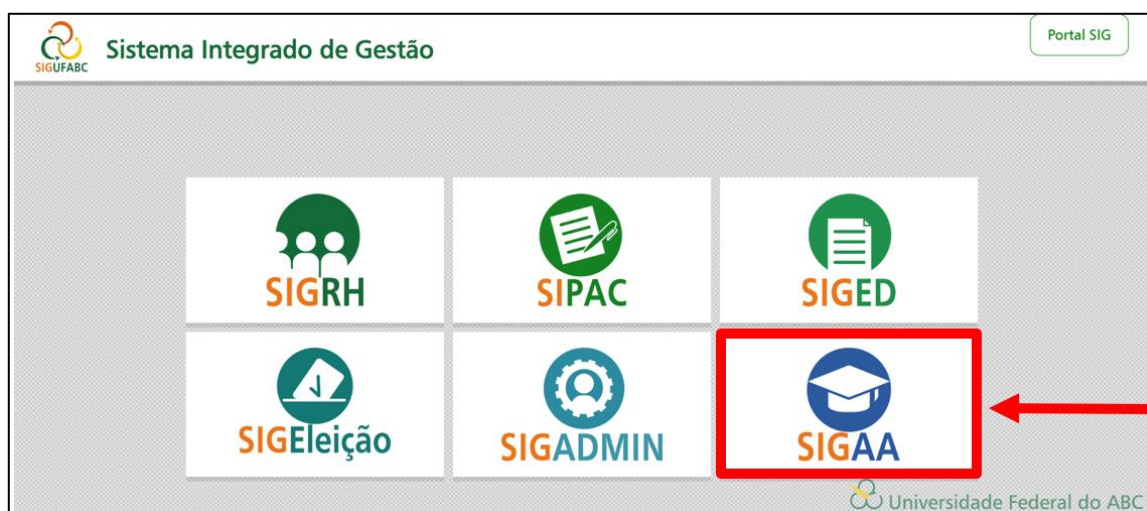 SIGUFABC
Sistema Integrado de Gestão
Portal SIG
SIGRH
SIPAC
SIGED
SIGEleição
SIGADMIN
SIGAA
Universidade Federal do ABC